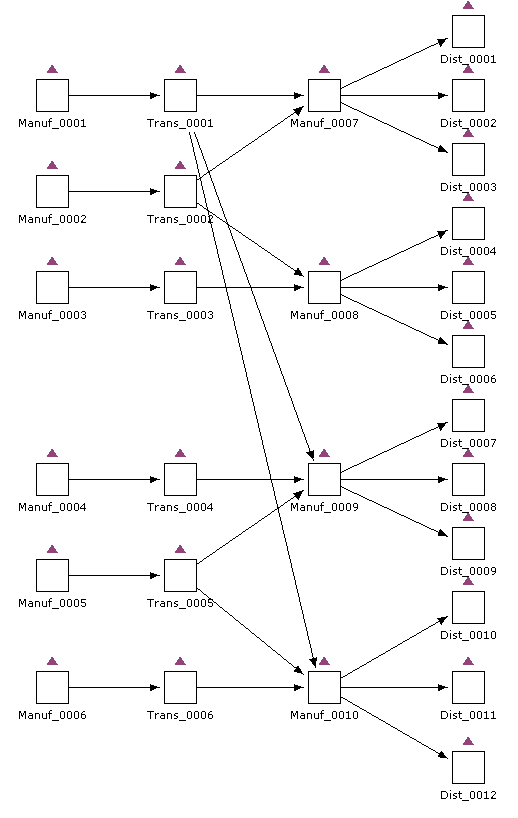 Dist_0001
Manuf_0001 Trans_0001 Manuf_0007 Dist_0002
Dist_0003
Manuf_0002 Trans_0002
Dist_0004
Manuf_0003 Trans_0003 Manuf_0008 Dist_0005
Dist_0006
Dist_0007
Manuf_0004 Trans_0004 Manuf_0009 Dist_0008
Dist_0009
Manuf_0005 Trans_0005
Dist_0010
Manuf_0006 Trans_0006 Manuf_0010 Dist_0011
Dist_0012